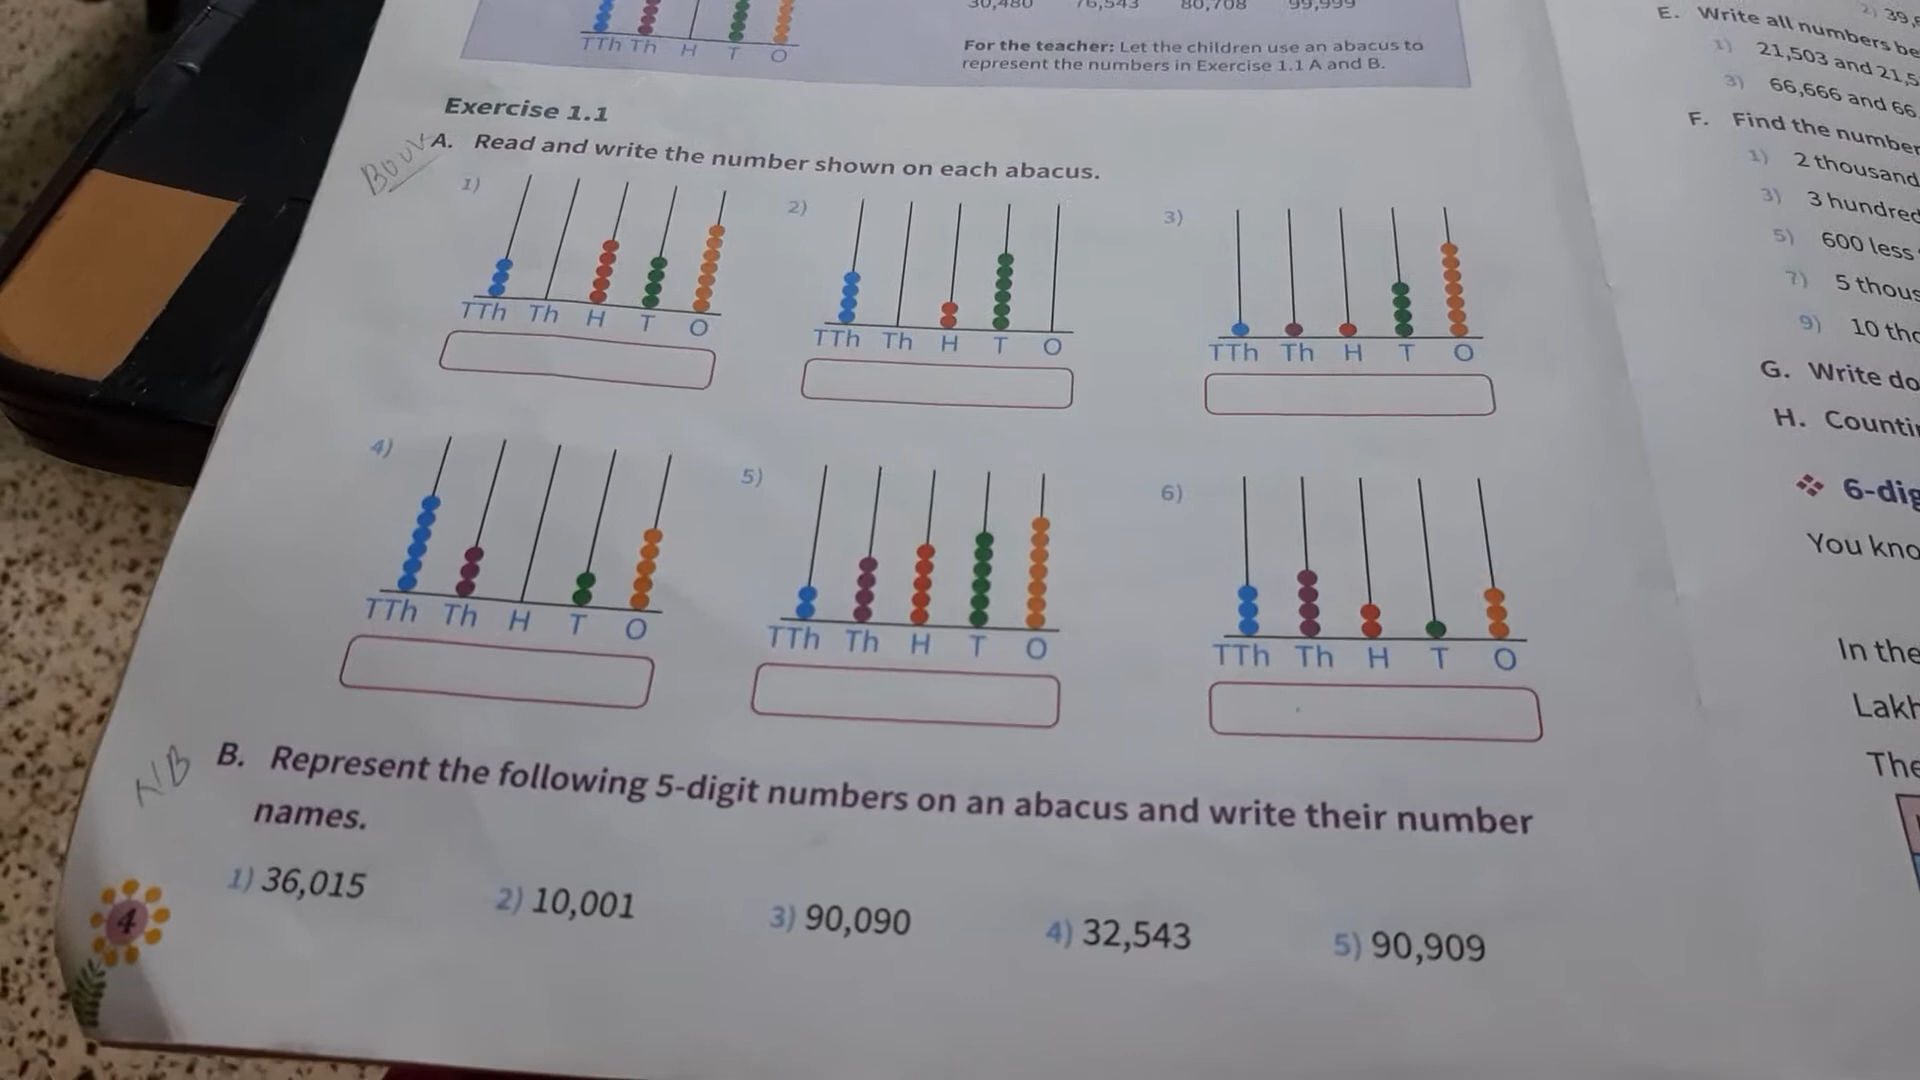 TTh Th H T O
30,480 76,543 80,708 99,999
For the teacher: Let the children use an abacus to
represent the numbers in Exercise 1.1 A and B.
Exercise 1.1
A. Read and write the number shown on each abacus.
1)
TTh Th H T O
2)
TTh Th H T O
3)
TTh Th H T O
4)
TTh Th H T O
5)
TTh Th H T O
6)
TTh Th H T O
N/B
B. Represent the following 5-digit numbers on an abacus and write their number
names.
1) 36,015 2) 10,001 3) 90,090 4) 32,543 5) 90,909
4
2) 39,
E. Write all numbers be
1) 21,503 and 21,5
3) 66,666 and 66,
F. Find the number
1) 2 thousand
3) 3 hundred
5) 600 less
7) 5 thous
9) 10 tho
G. Write do
H. Counti
6-dig
You kno
In the
Lakh
The